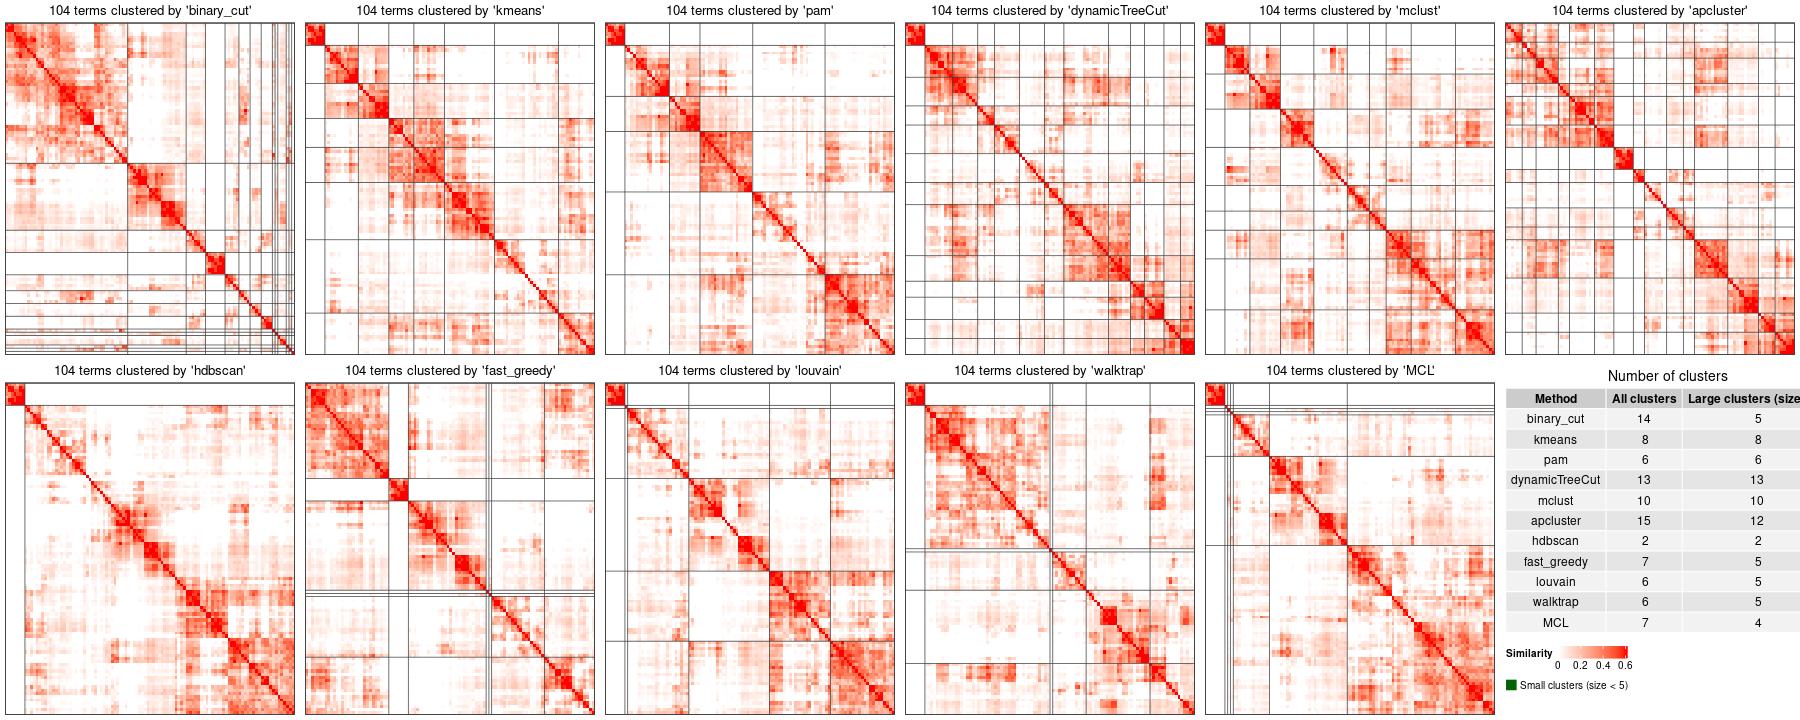 104 terms clustered by 'binary_cut'
104 terms clustered by 'kmeans'
104 terms clustered by 'pam'
104 terms clustered by 'dynamicTreeCut'
104 terms clustered by 'mclust'
104 terms clustered by 'apcluster'
104 terms clustered by 'hdbscan'
104 terms clustered by 'fast_greedy'
104 terms clustered by 'louvain'
104 terms clustered by 'walktrap'
104 terms clustered by 'MCL'
Number of clusters
Method All clusters Large clusters (size
binary_cut 14 5
kmeans 8 8
pam 6 6
dynamicTreeCut 13 13
mclust 10 10
apcluster 15 12
hdbscan 2 2
fast_greedy 7 5
louvain 6 5
walktrap 6 5
MCL 7 4
Similarity
0 0.2 0.4 0.6
Small clusters (size < 5)